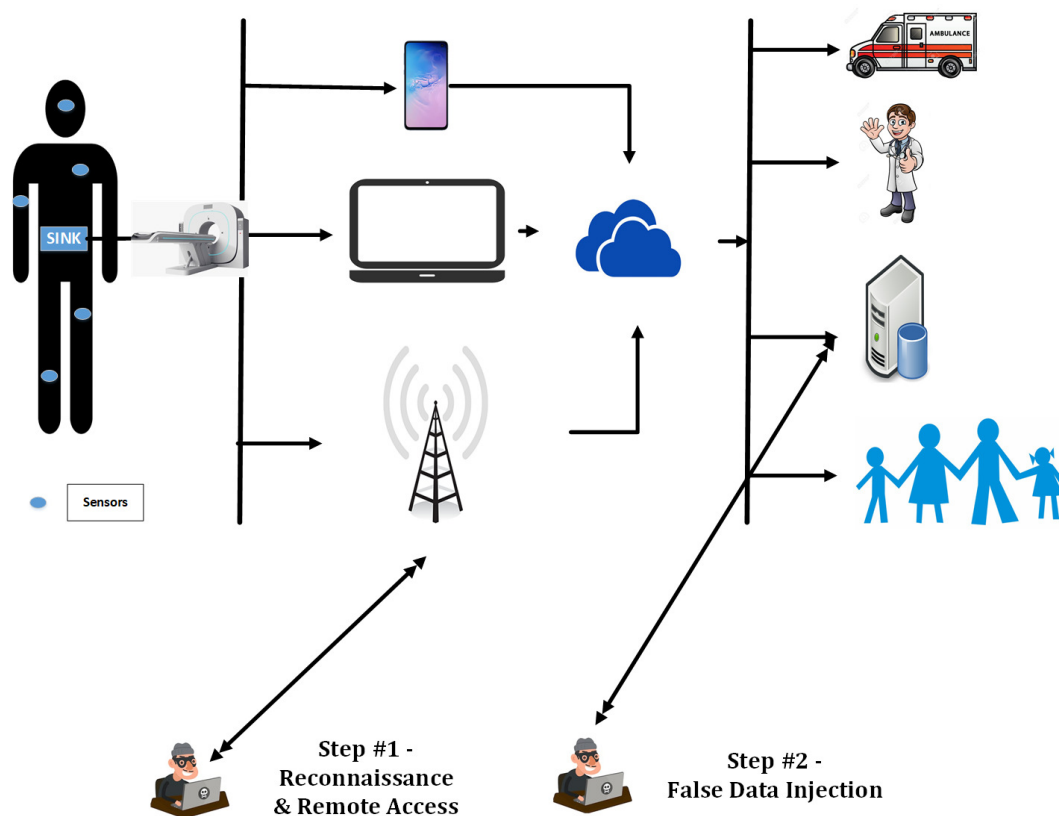 AMBULANCE
SINK
Sensors
Step #1 -
Reconnaissance
& Remote Access
Step #2 -
False Data Injection